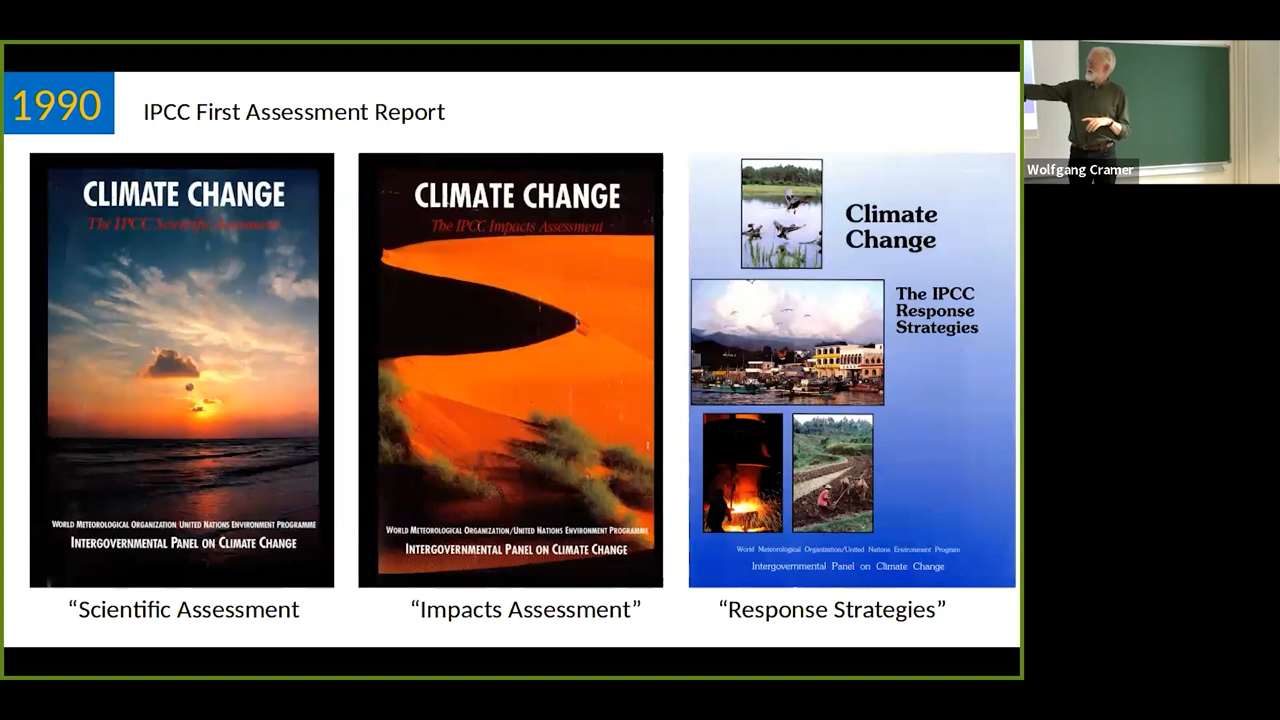 1990
IPCC First Assessment Report
CLIMATE CHANGE
The IPCC Scientific Assessment
WORLD METEOROLOGICAL ORGANIZATION UNITED NATIONS ENVIRONMENT PROGRAMME
INTERGOVERNMENTAL PANEL ON CLIMATE CHANGE
“Scientific Assessment
CLIMATE CHANGE
The IPCC Impacts Assessment
WORLD METEOROLOGICAL ORGANIZATION/UNITED NATIONS ENVIRONMENT PROGRAMME
INTERGOVERNMENTAL PANEL ON CLIMATE CHANGE
“Impacts Assessment”
Climate
Change
The IPCC
Response
Strategies
World Meteorological Organization/United Nations Environment Program
Intergovernmental Panel on Climate Change
“Response Strategies”
Wolfgang Cramer